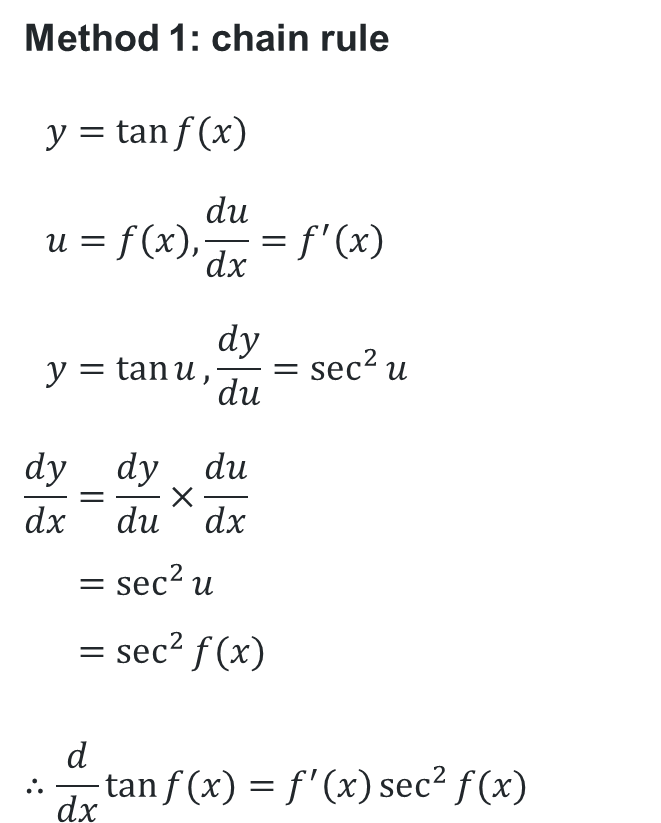 Method 1: chain rule
y = tan f(x)
u = f(x), du/dx = f′(x)
y = tan u , dy/du = sec² u
dy/dx = dy/du × du/dx
= sec² u
= sec² f(x)
∴ d/dx tan f(x) = f′(x) sec² f(x)